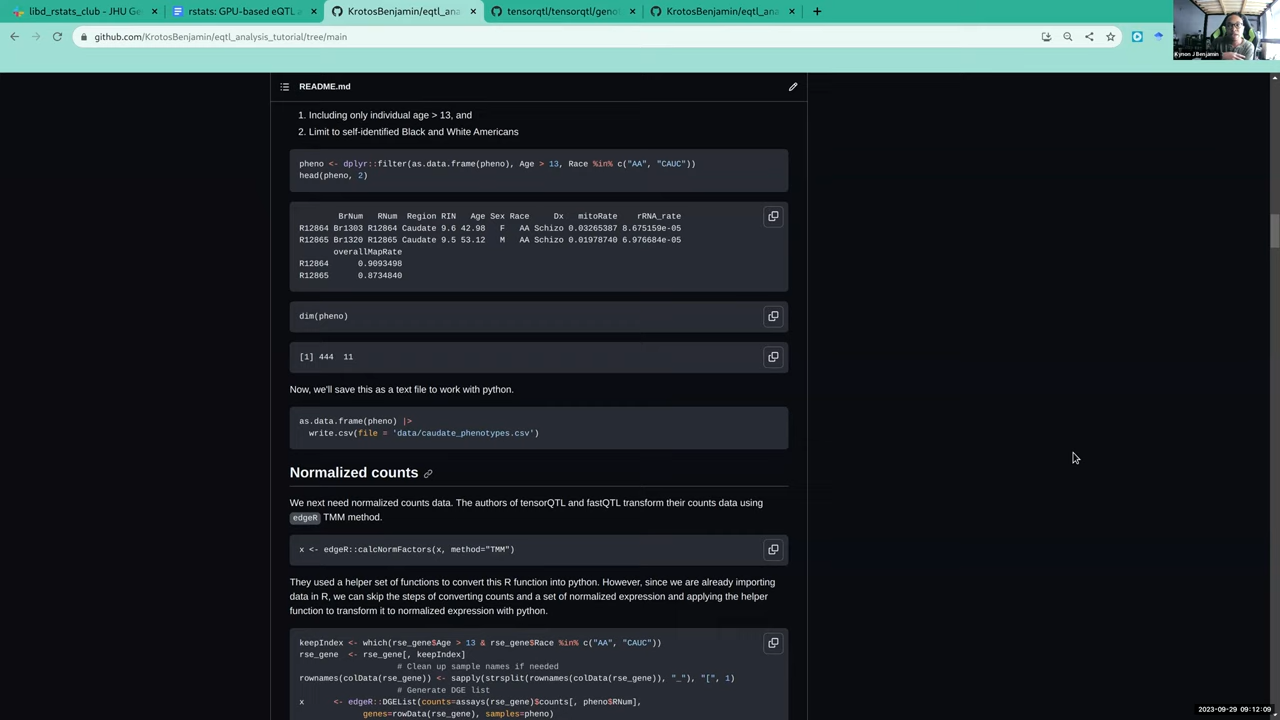 libd_rstats_club - JHU Ge
rstats: GPU-based eQTL
KrotosBenjamin/eqtl_ana
tensorqtl/tensorqtl/geno
KrotosBenjamin/eqtl_ana
github.com/KrotosBenjamin/eqtl_analysis_tutorial/tree/main
Kynon J Benjamin
README.md
1. Including only individual age > 13, and
2. Limit to self-identified Black and White Americans
pheno <- dplyr::filter(as.data.frame(pheno), Age > 13, Race %in% c("AA", "CAUC"))
head(pheno, 2)
BrNum RNum Region RIN Age Sex Race Dx mitoRate rRNA_rate
R12864 Br1303 R12864 Caudate 9.6 42.98 F AA Schizo 0.03265387 8.675159e-05
R12865 Br1320 R12865 Caudate 9.5 53.12 M AA Schizo 0.01978740 6.976684e-05
overallMapRate
R12864 0.9093498
R12865 0.8734840
dim(pheno)
[1] 444 11
Now, we'll save this as a text file to work with python.
as.data.frame(pheno) |>
write.csv(file = 'data/caudate_phenotypes.csv')
Normalized counts
We next need normalized counts data. The authors of tensorQTL and fastQTL transform their counts data using
edgeR TMM method.
x <- edgeR::calcNormFactors(x, method="TMM")
They used a helper set of functions to convert this R function into python. However, since we are already importing
data in R, we can skip the steps of converting counts and a set of normalized expression and applying the helper
function to transform it to normalized expression with python.
keepIndex <- which(rse_gene$Age > 13 & rse_gene$Race %in% c("AA", "CAUC"))
rse_gene <- rse_gene[, keepIndex]
# Clean up sample names if needed
rownames(colData(rse_gene)) <- sapply(strsplit(rownames(colData(rse_gene)), "_"), "[", 1)
# Generate DGE list
x <- edgeR::DGEList(counts=assays(rse_gene)$counts[, pheno$RNum],
genes=rowData(rse_gene), samples=pheno)
2023-09-29 09:12:09